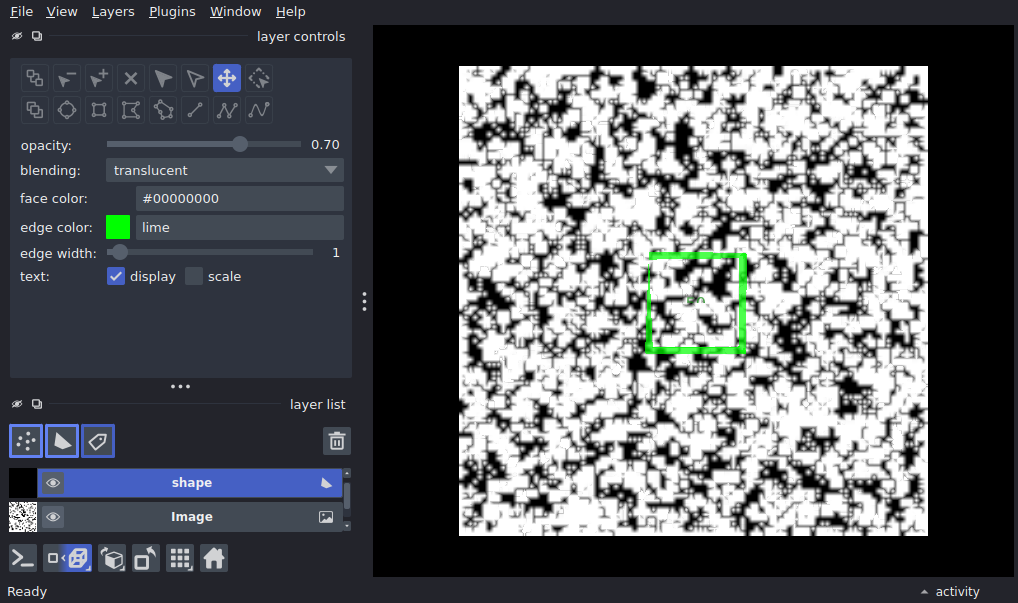 File View Layers Plugins Window Help
layer controls
opacity: 0.70
blending: translucent
face color: #00000000
edge color: lime
edge width: 1
text: display scale
layer list
shape
Image
Ready
activity